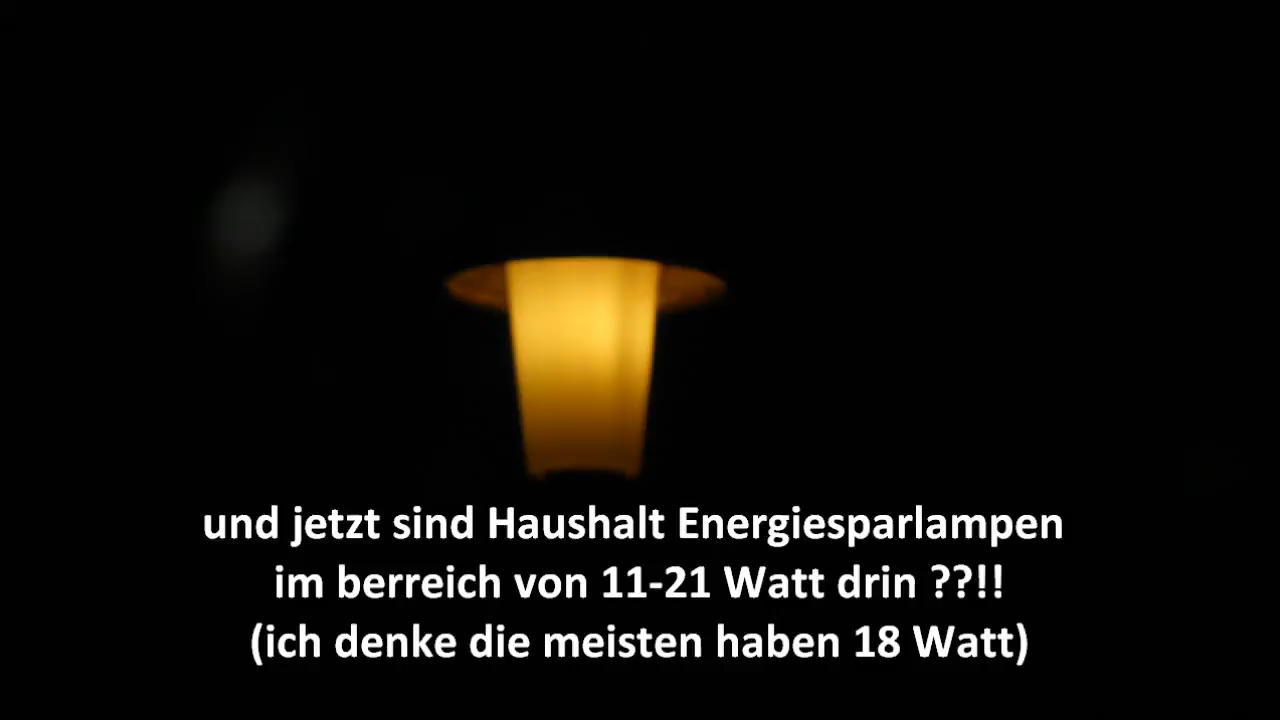 und jetzt sind Haushalt Energiesparlampen
im berreich von 11-21 Watt drin ??!!
(ich denke die meisten haben 18 Watt)